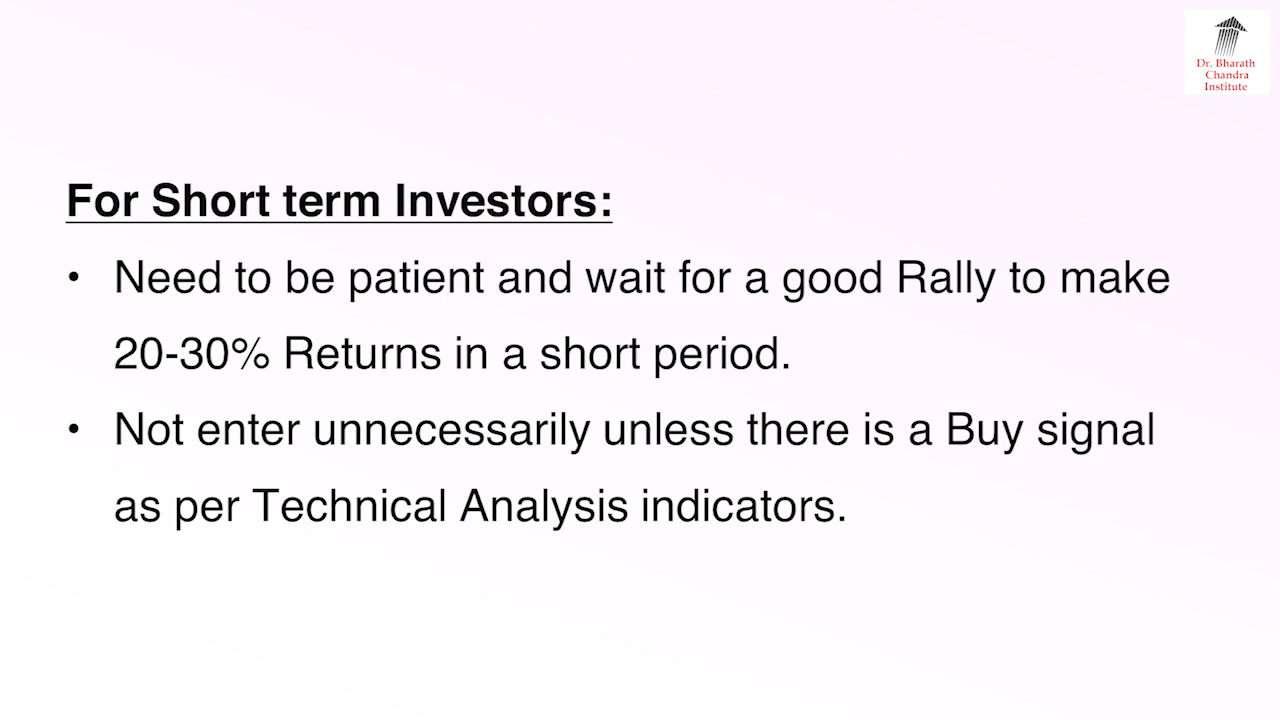 Dr. Bharath
Chandra
Institute
For Short term Investors:
• Need to be patient and wait for a good Rally to make
20-30% Returns in a short period.
• Not enter unnecessarily unless there is a Buy signal
as per Technical Analysis indicators.